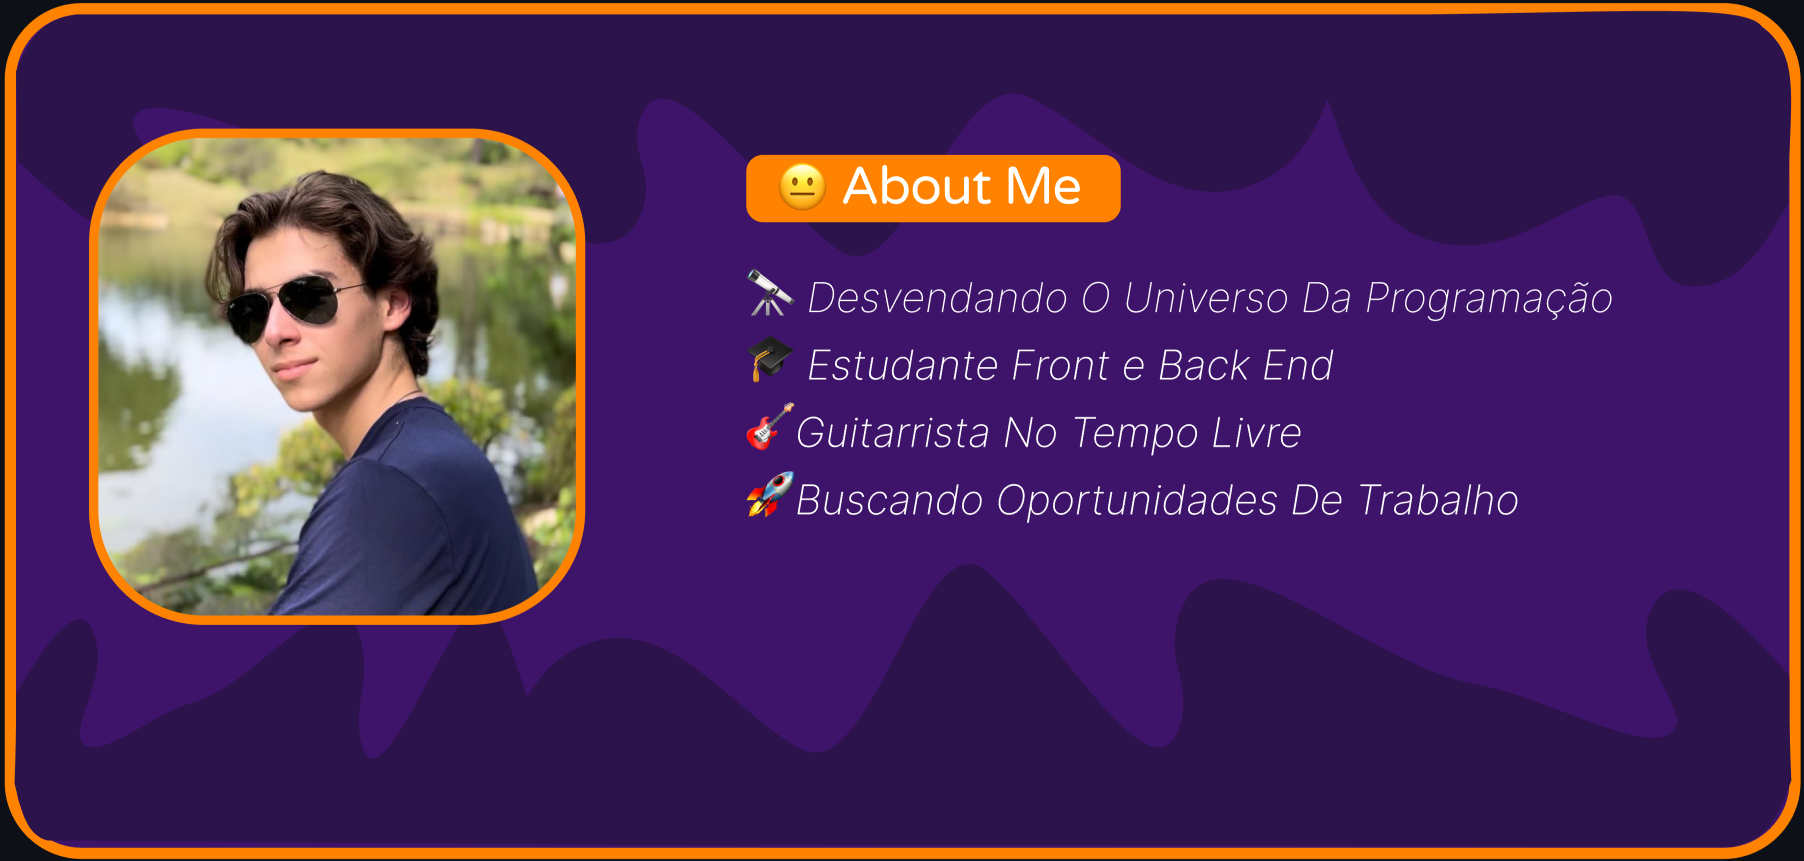 About Me
Desvendando O Universo Da Programação
Estudante Front e Back End
Guitarrista No Tempo Livre
Buscando Oportunidades De Trabalho